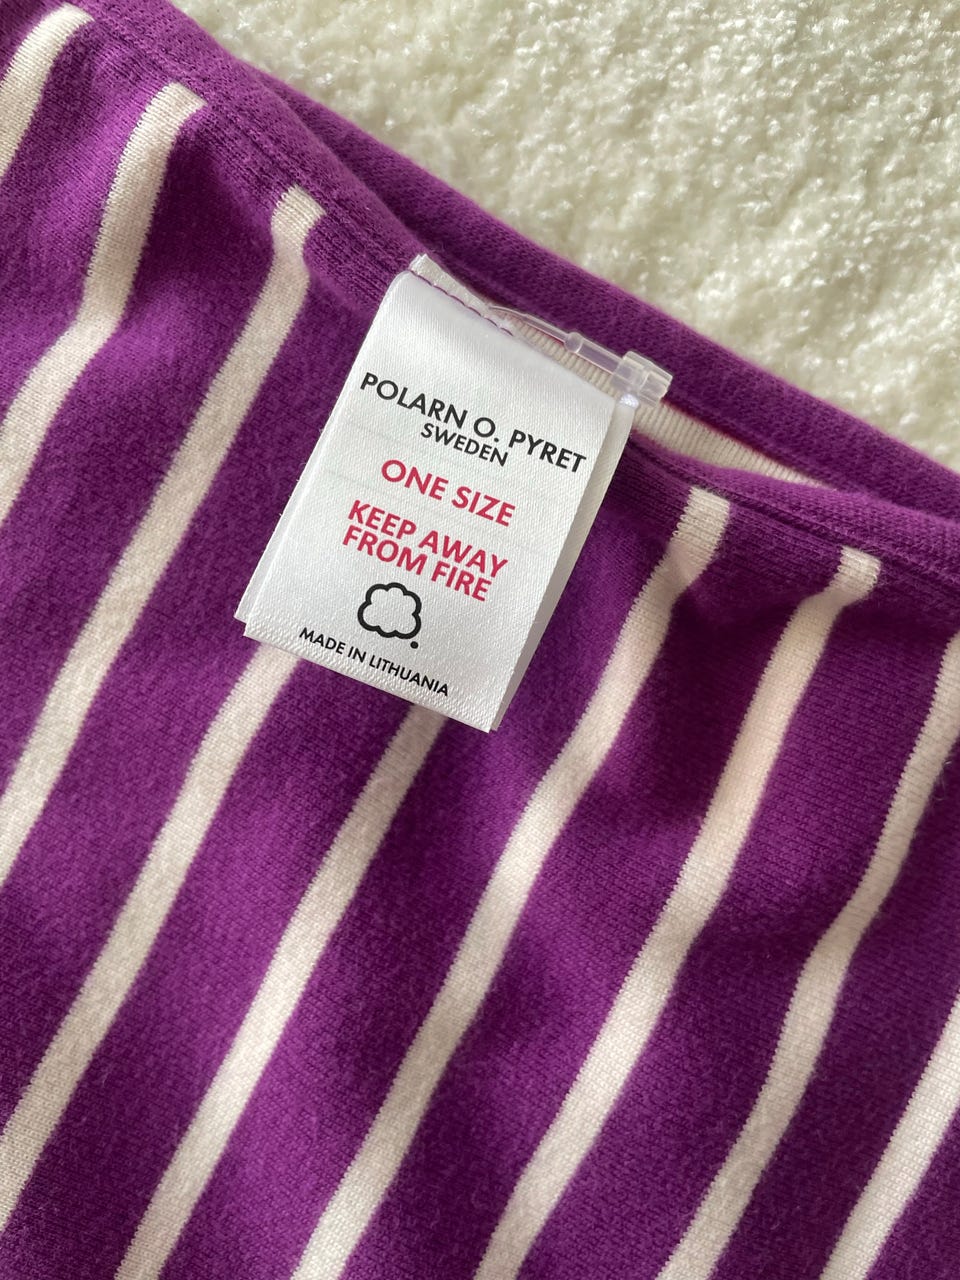 POLARN O. PYRET
SWEDEN
ONE SIZE
KEEP AWAY
FROM FIRE
MADE IN LITHUANIA